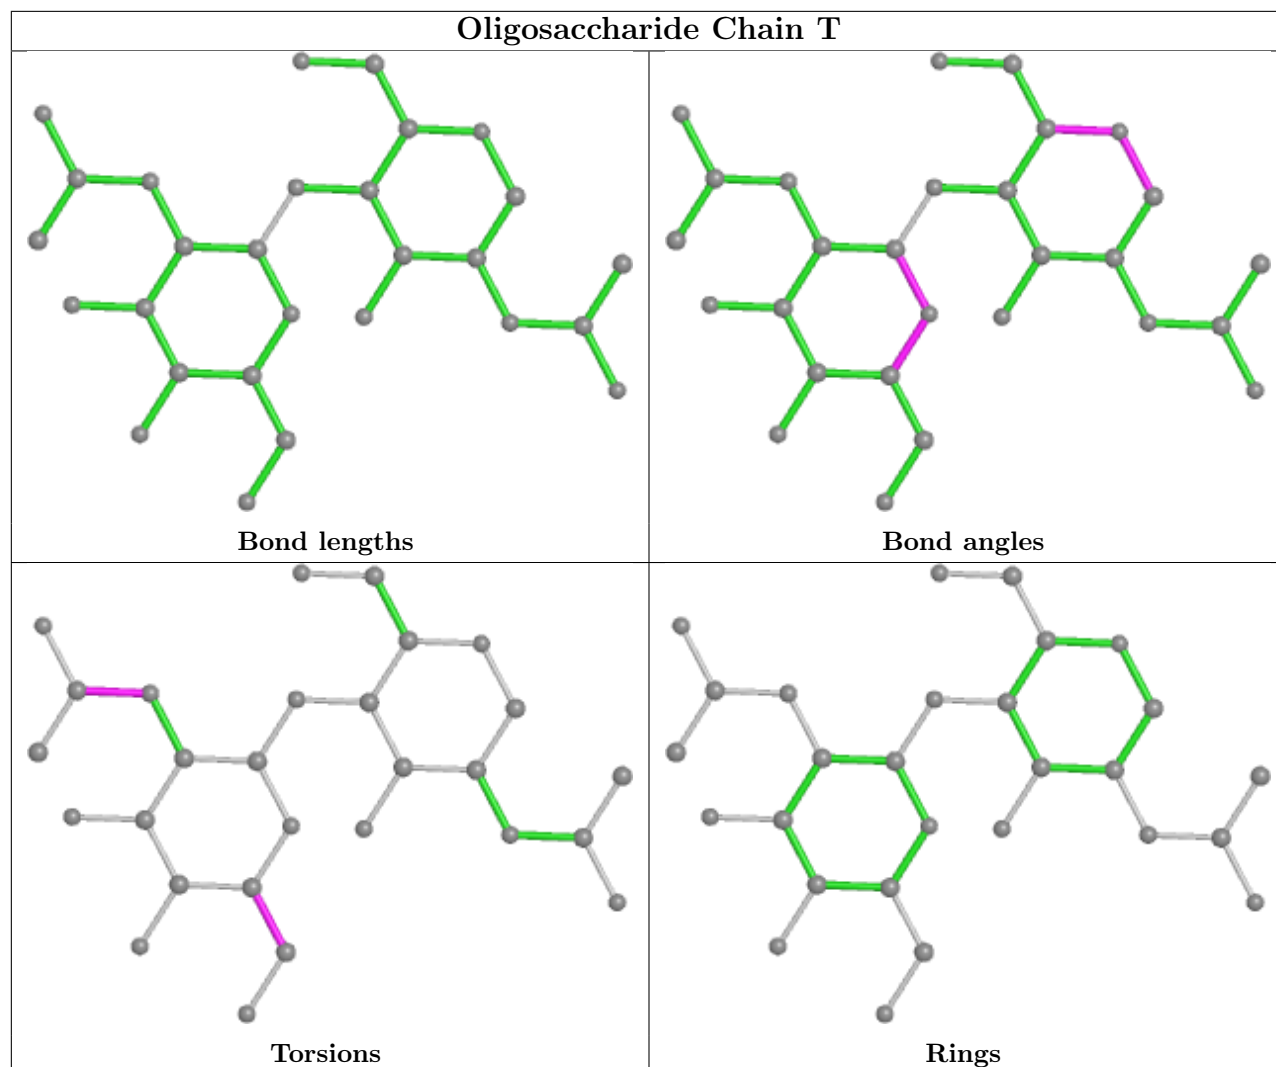 Oligosaccharide Chain T
Bond lengths
Bond angles
Torsions
Rings